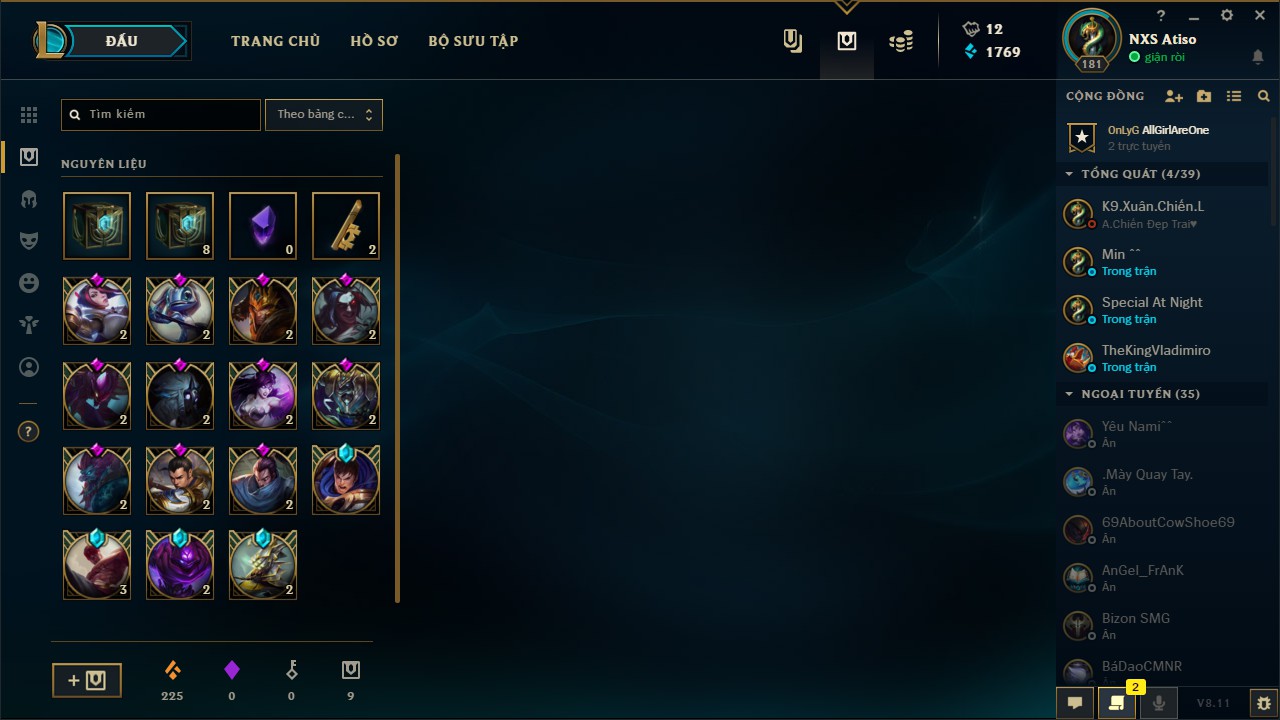 ĐẤU
TRANG CHỦ
HỒ SƠ
BỘ SƯU TẬP
12
1769
?
181
NXS Atiso
giận rồi
Tìm kiếm
Theo bảng c...
NGUYÊN LIỆU
8
0
2
2
2
2
2
2
2
2
2
2
2
2
3
2
2
?
225
0
0
9
CỘNG ĐỒNG
OnLyG AllGirlAreOne
2 trực tuyến
TỔNG QUÁT (4/39)
K9.Xuân.Chiến.L
A.Chiến Đẹp Trai♥
Min ^^
Trong trận
Special At Night
Trong trận
TheKingVladimiro
Trong trận
NGOẠI TUYẾN (35)
Yêu Nami^^
Ẩn
.Mây Quay Tay.
Ẩn
69AboutCowShoe69
Ẩn
AnGel_FrAnK
Ẩn
Bizon SMG
Ẩn
BáDaoCMNR
Ẩn
2
V8.11